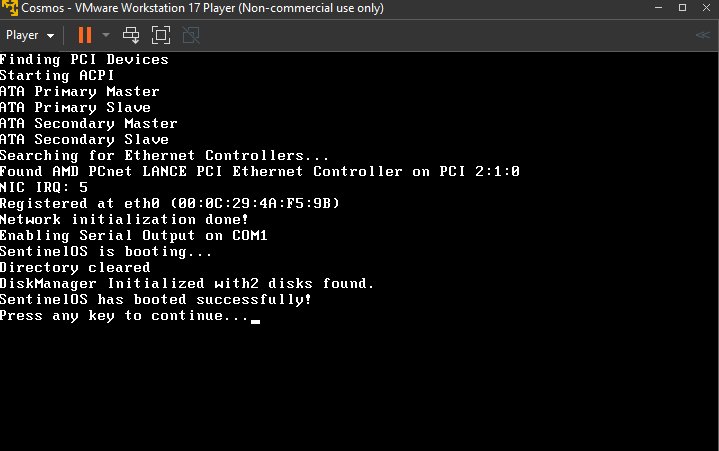 Cosmos - VMware Workstation 17 Player (Non-commercial use only)
Player
Finding PCI Devices
Starting ACPI
ATA Primary Master
ATA Primary Slave
ATA Secondary Master
ATA Secondary Slave
Searching for Ethernet Controllers...
Found AMD PCnet LANCE PCI Ethernet Controller on PCI 2:1:0
NIC IRQ: 5
Registered at eth0 (00:0C:29:4A:F5:9B)
Network initialization done!
Enabling Serial Output on COM1
SentinelOS is booting...
Directory cleared
DiskManager Initialized with2 disks found.
SentinelOS has booted successfully!
Press any key to continue...